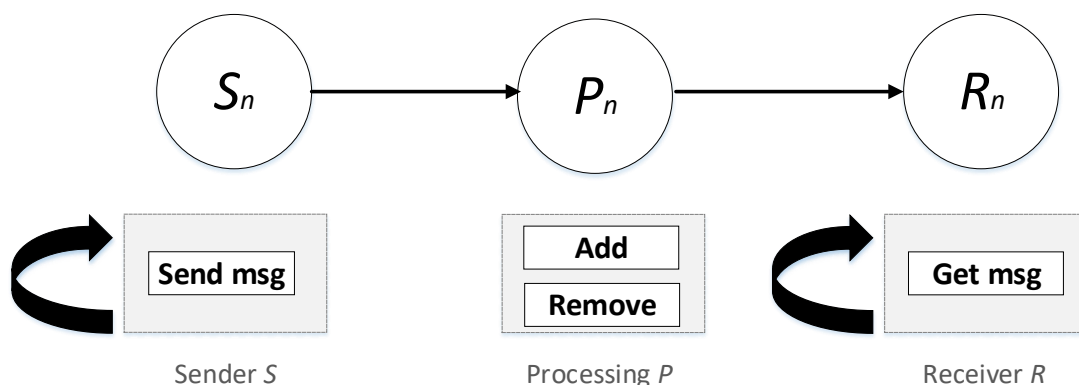 Sn Pn Rn
Send msg Add Get msg
Remove
Sender S Processing P Receiver R